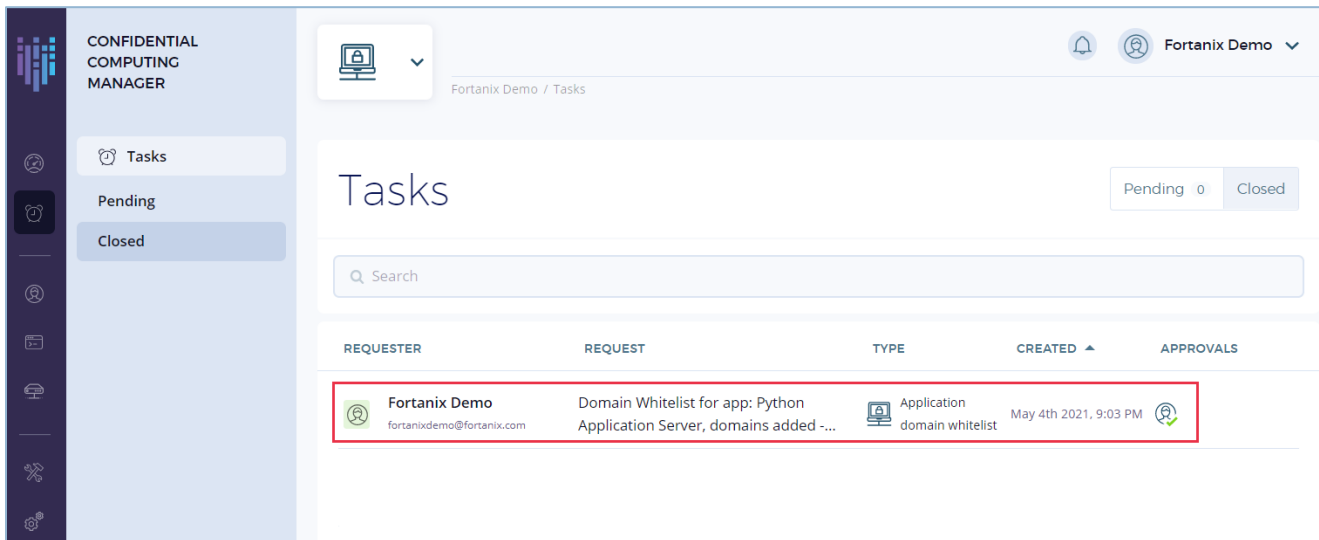 CONFIDENTIAL
COMPUTING
MANAGER
Tasks
Pending
Closed
Fortanix Demo
Fortanix Demo / Tasks
Tasks
Pending 0 Closed
Search
REQUESTER REQUEST TYPE CREATED APPROVALS
Fortanix Demo
fortanixdemo@fortanix.com
Domain Whitelist for app: Python
Application Server, domains added -...
Application
domain whitelist
May 4th 2021, 9:03 PM